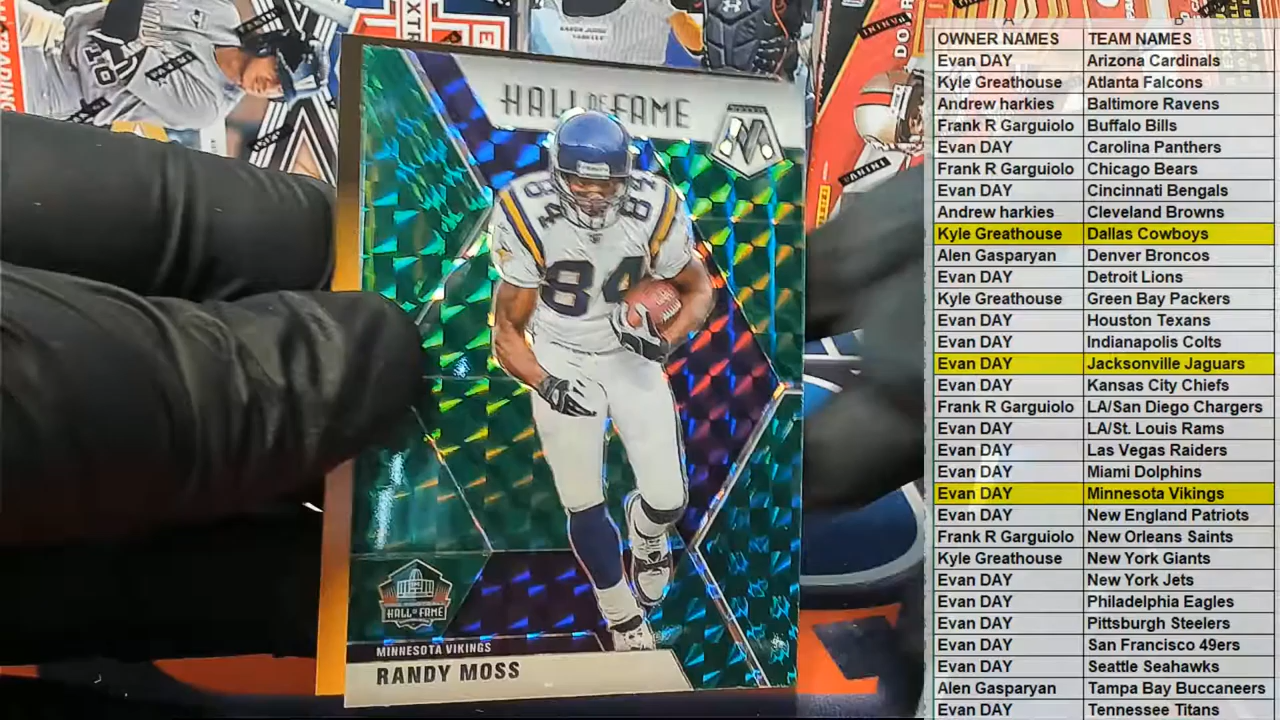 HALL OF FAME
84
84
84
HALL OF FAME
MINNESOTA VIKINGS
RANDY MOSS
PANINI
OWNER NAMES TEAM NAMES
Evan DAY Arizona Cardinals
Kyle Greathouse Atlanta Falcons
Andrew harkies Baltimore Ravens
Frank R Garguiolo Buffalo Bills
Evan DAY Carolina Panthers
Frank R Garguiolo Chicago Bears
Evan DAY Cincinnati Bengals
Andrew harkies Cleveland Browns
Kyle Greathouse Dallas Cowboys
Alen Gasparyan Denver Broncos
Evan DAY Detroit Lions
Kyle Greathouse Green Bay Packers
Evan DAY Houston Texans
Evan DAY Indianapolis Colts
Evan DAY Jacksonville Jaguars
Evan DAY Kansas City Chiefs
Frank R Garguiolo LA/San Diego Chargers
Evan DAY LA/St. Louis Rams
Evan DAY Las Vegas Raiders
Evan DAY Miami Dolphins
Evan DAY Minnesota Vikings
Evan DAY New England Patriots
Frank R Garguiolo New Orleans Saints
Kyle Greathouse New York Giants
Evan DAY New York Jets
Evan DAY Philadelphia Eagles
Evan DAY Pittsburgh Steelers
Evan DAY San Francisco 49ers
Evan DAY Seattle Seahawks
Alen Gasparyan Tampa Bay Buccaneers
Evan DAY Tennessee Titans